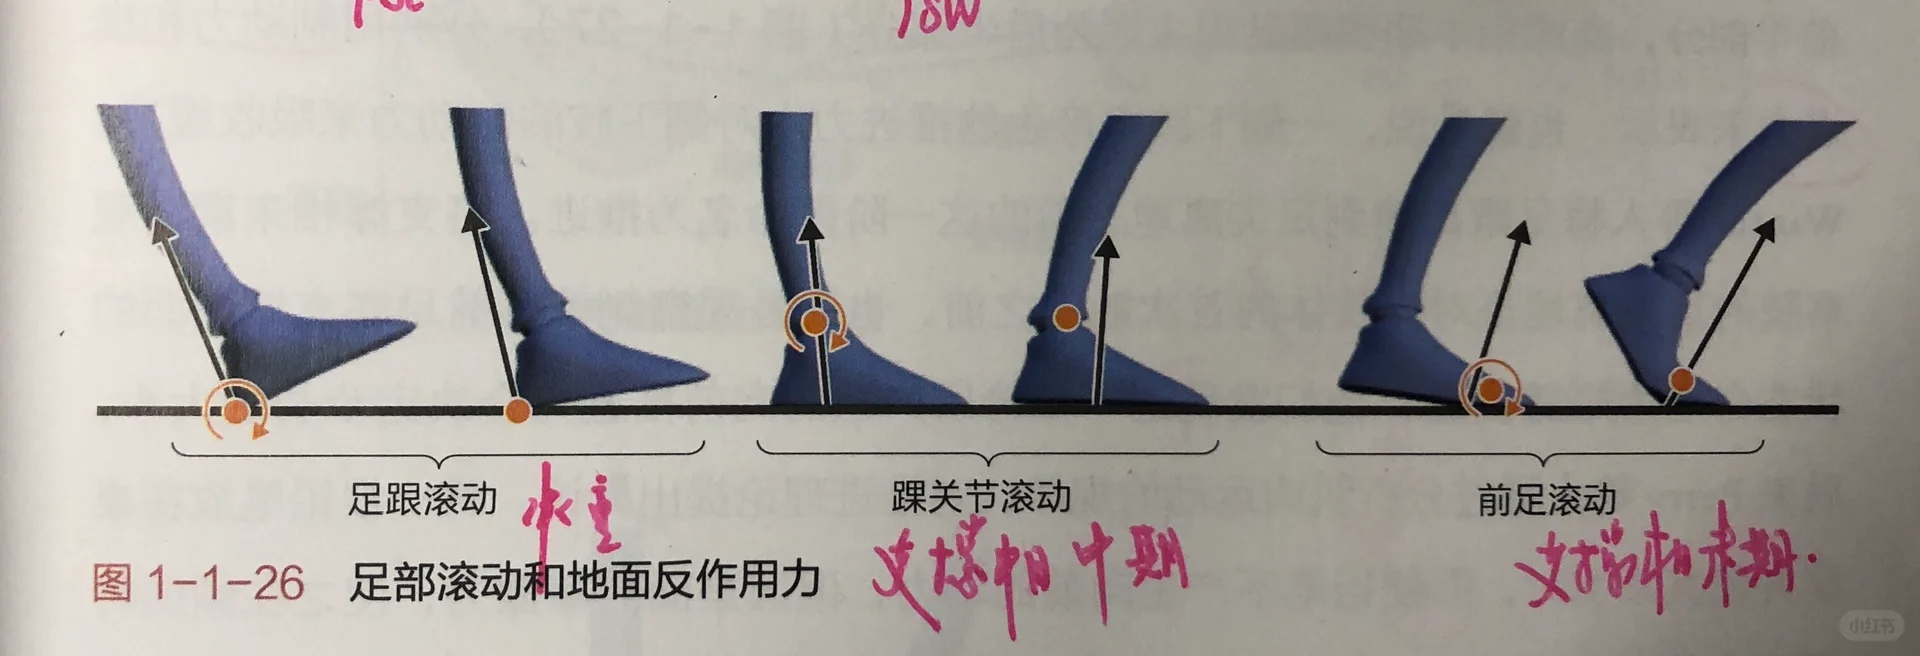 足跟滚动
承重
踝关节滚动
支撑相中期
前足滚动
支撑相末期.
图 1-1-26 足部滚动和地面反作用力
小红书